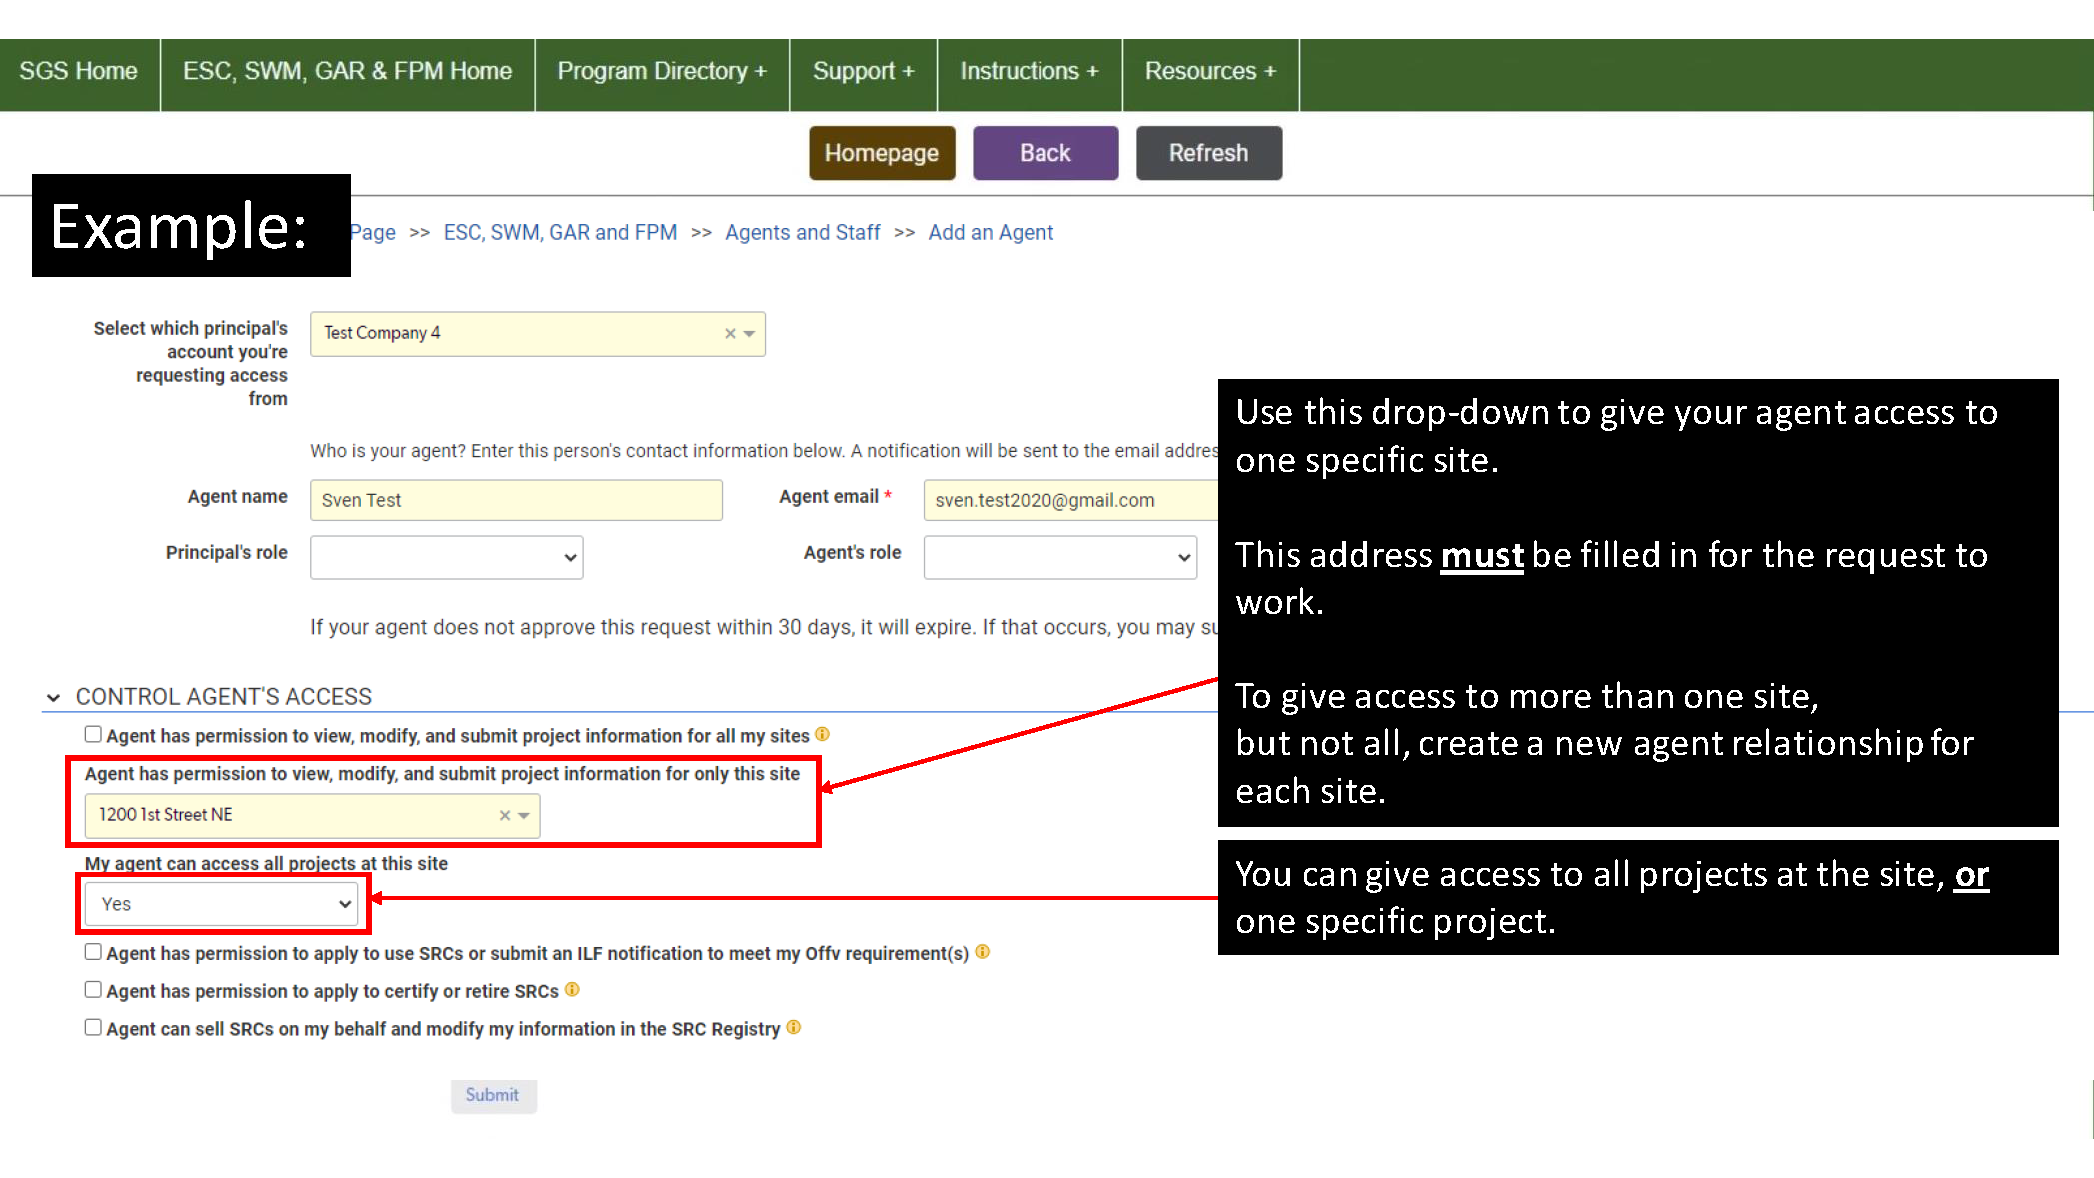 SGS Home ESC, SWM, GAR & FPM Home Program Directory + Support + Instructions + Resources +
Homepage Back Refresh
Example:
Page >> ESC, SWM, GAR and FPM >> Agents and Staff >> Add an Agent
Select which principal's
account you're
requesting access
from
Test Company 4
Who is your agent? Enter this person's contact information below. A notification will be sent to the email addres
Agent name Sven Test Agent email * sven.test2020@gmail.com
Principal's role Agent's role
If your agent does not approve this request within 30 days, it will expire. If that occurs, you may su
CONTROL AGENT'S ACCESS
Agent has permission to view, modify, and submit project information for all my sites
Agent has permission to view, modify, and submit project information for only this site
1200 1st Street NE
My agent can access all projects at this site
Yes
Agent has permission to apply to use SRCs or submit an ILF notification to meet my Offv requirement(s)
Agent has permission to apply to certify or retire SRCs
Agent can sell SRCs on my behalf and modify my information in the SRC Registry
Submit
Use this drop-down to give your agent access to
one specific site.
This address must be filled in for the request to
work.
To give access to more than one site,
but not all, create a new agent relationship for
each site.
You can give access to all projects at the site, or
one specific project.